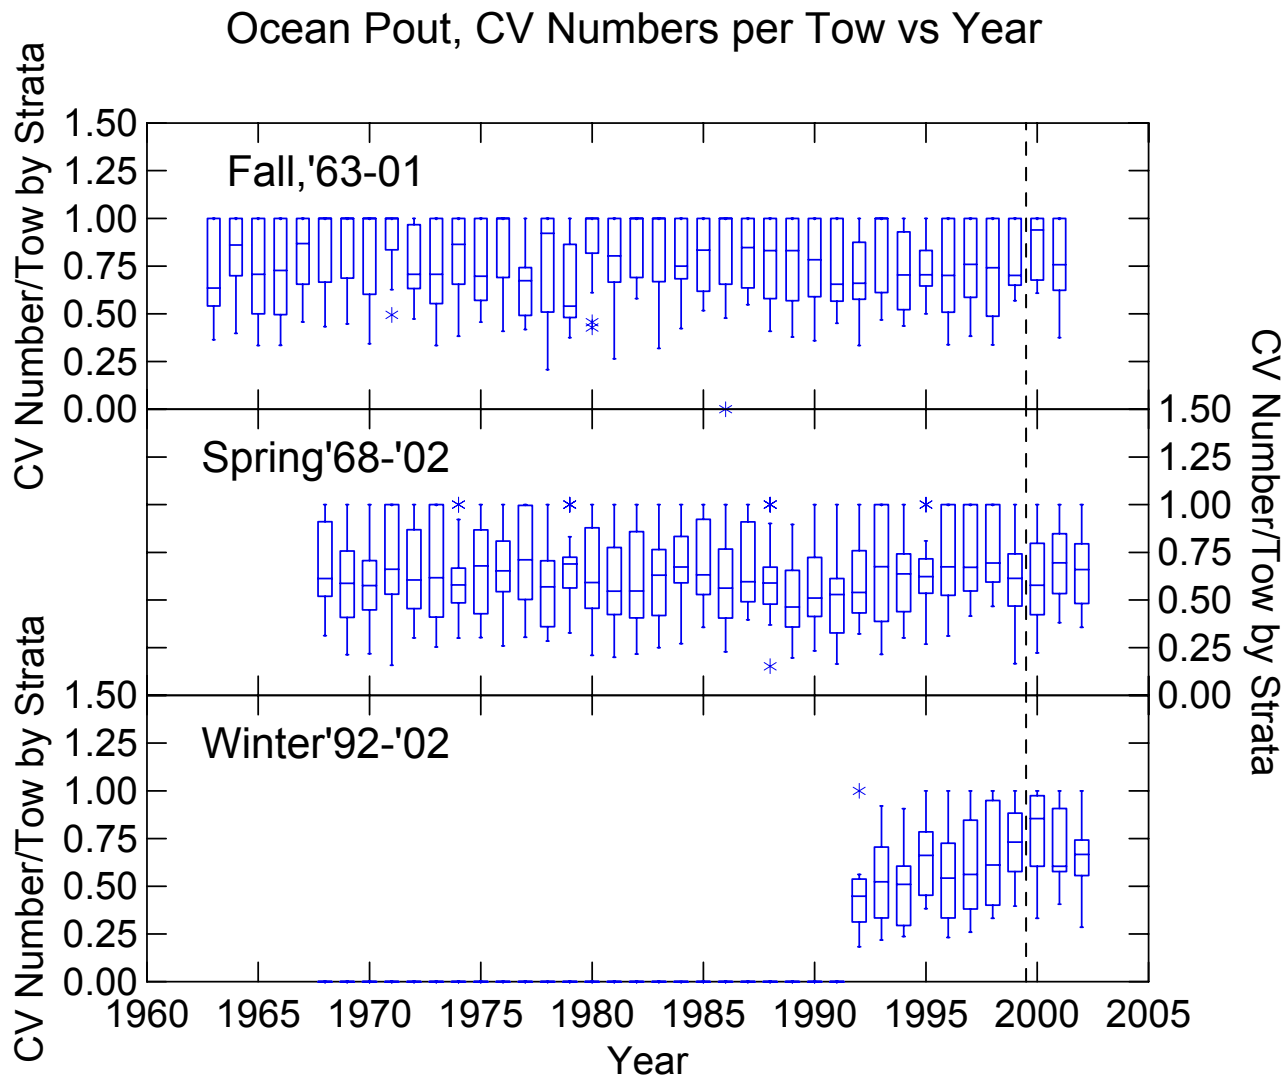 Ocean Pout, CV Numbers per Tow vs Year
CV Number/Tow by Strata
1.50
1.25
1.00
0.75
0.50
0.25
0.00
Fall,'63-01
Spring'68-'02
1.50
1.25
1.00
0.75
0.50
0.25
0.00
CV Number/Tow by Strata
CV Number/Tow by Strata
1.50
1.25
1.00
0.75
0.50
0.25
0.00
Winter'92-'02
1960 1965 1970 1975 1980 1985 1990 1995 2000 2005
Year